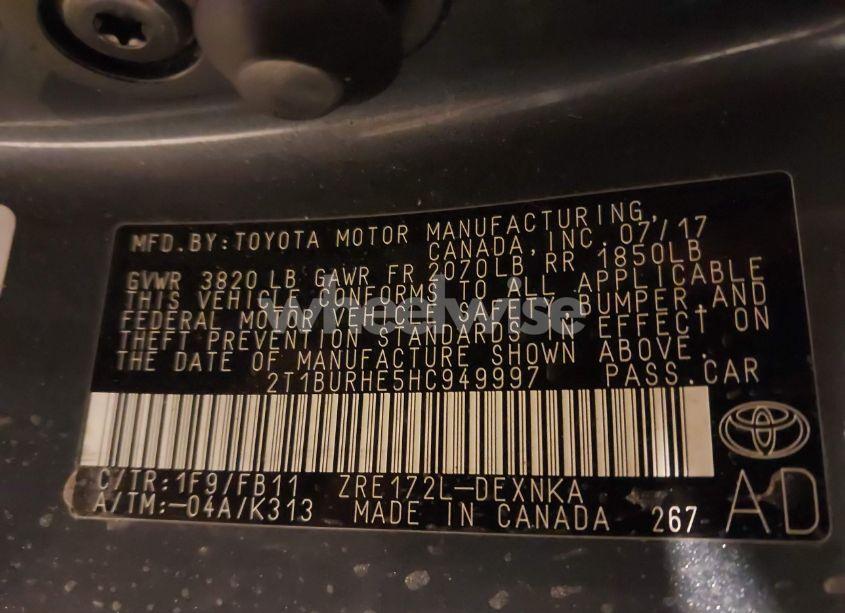 MFD.BY:TOYOTA MOTOR MANUFACTURING,
CANADA,INC.07/17
GVWR 3820 LB GAWR FR 2070LB RR 1850LB
THIS VEHICLE CONFORMS TO ALL APPLICABLE
FEDERAL MOTOR VEHICLE SAFETY BUMPER AND
THEFT PREVENTION STANDARDS IN EFFECT ON
THE DATE OF MANUFACTURE SHOWN ABOVE.
2T1BURHE5HC949997 PASS.CAR
C/TR:1F9/FB11 ZRE172L-DEXNKA
A/TM:-04A/K313 MADE IN CANADA 267 AD
wheelwise